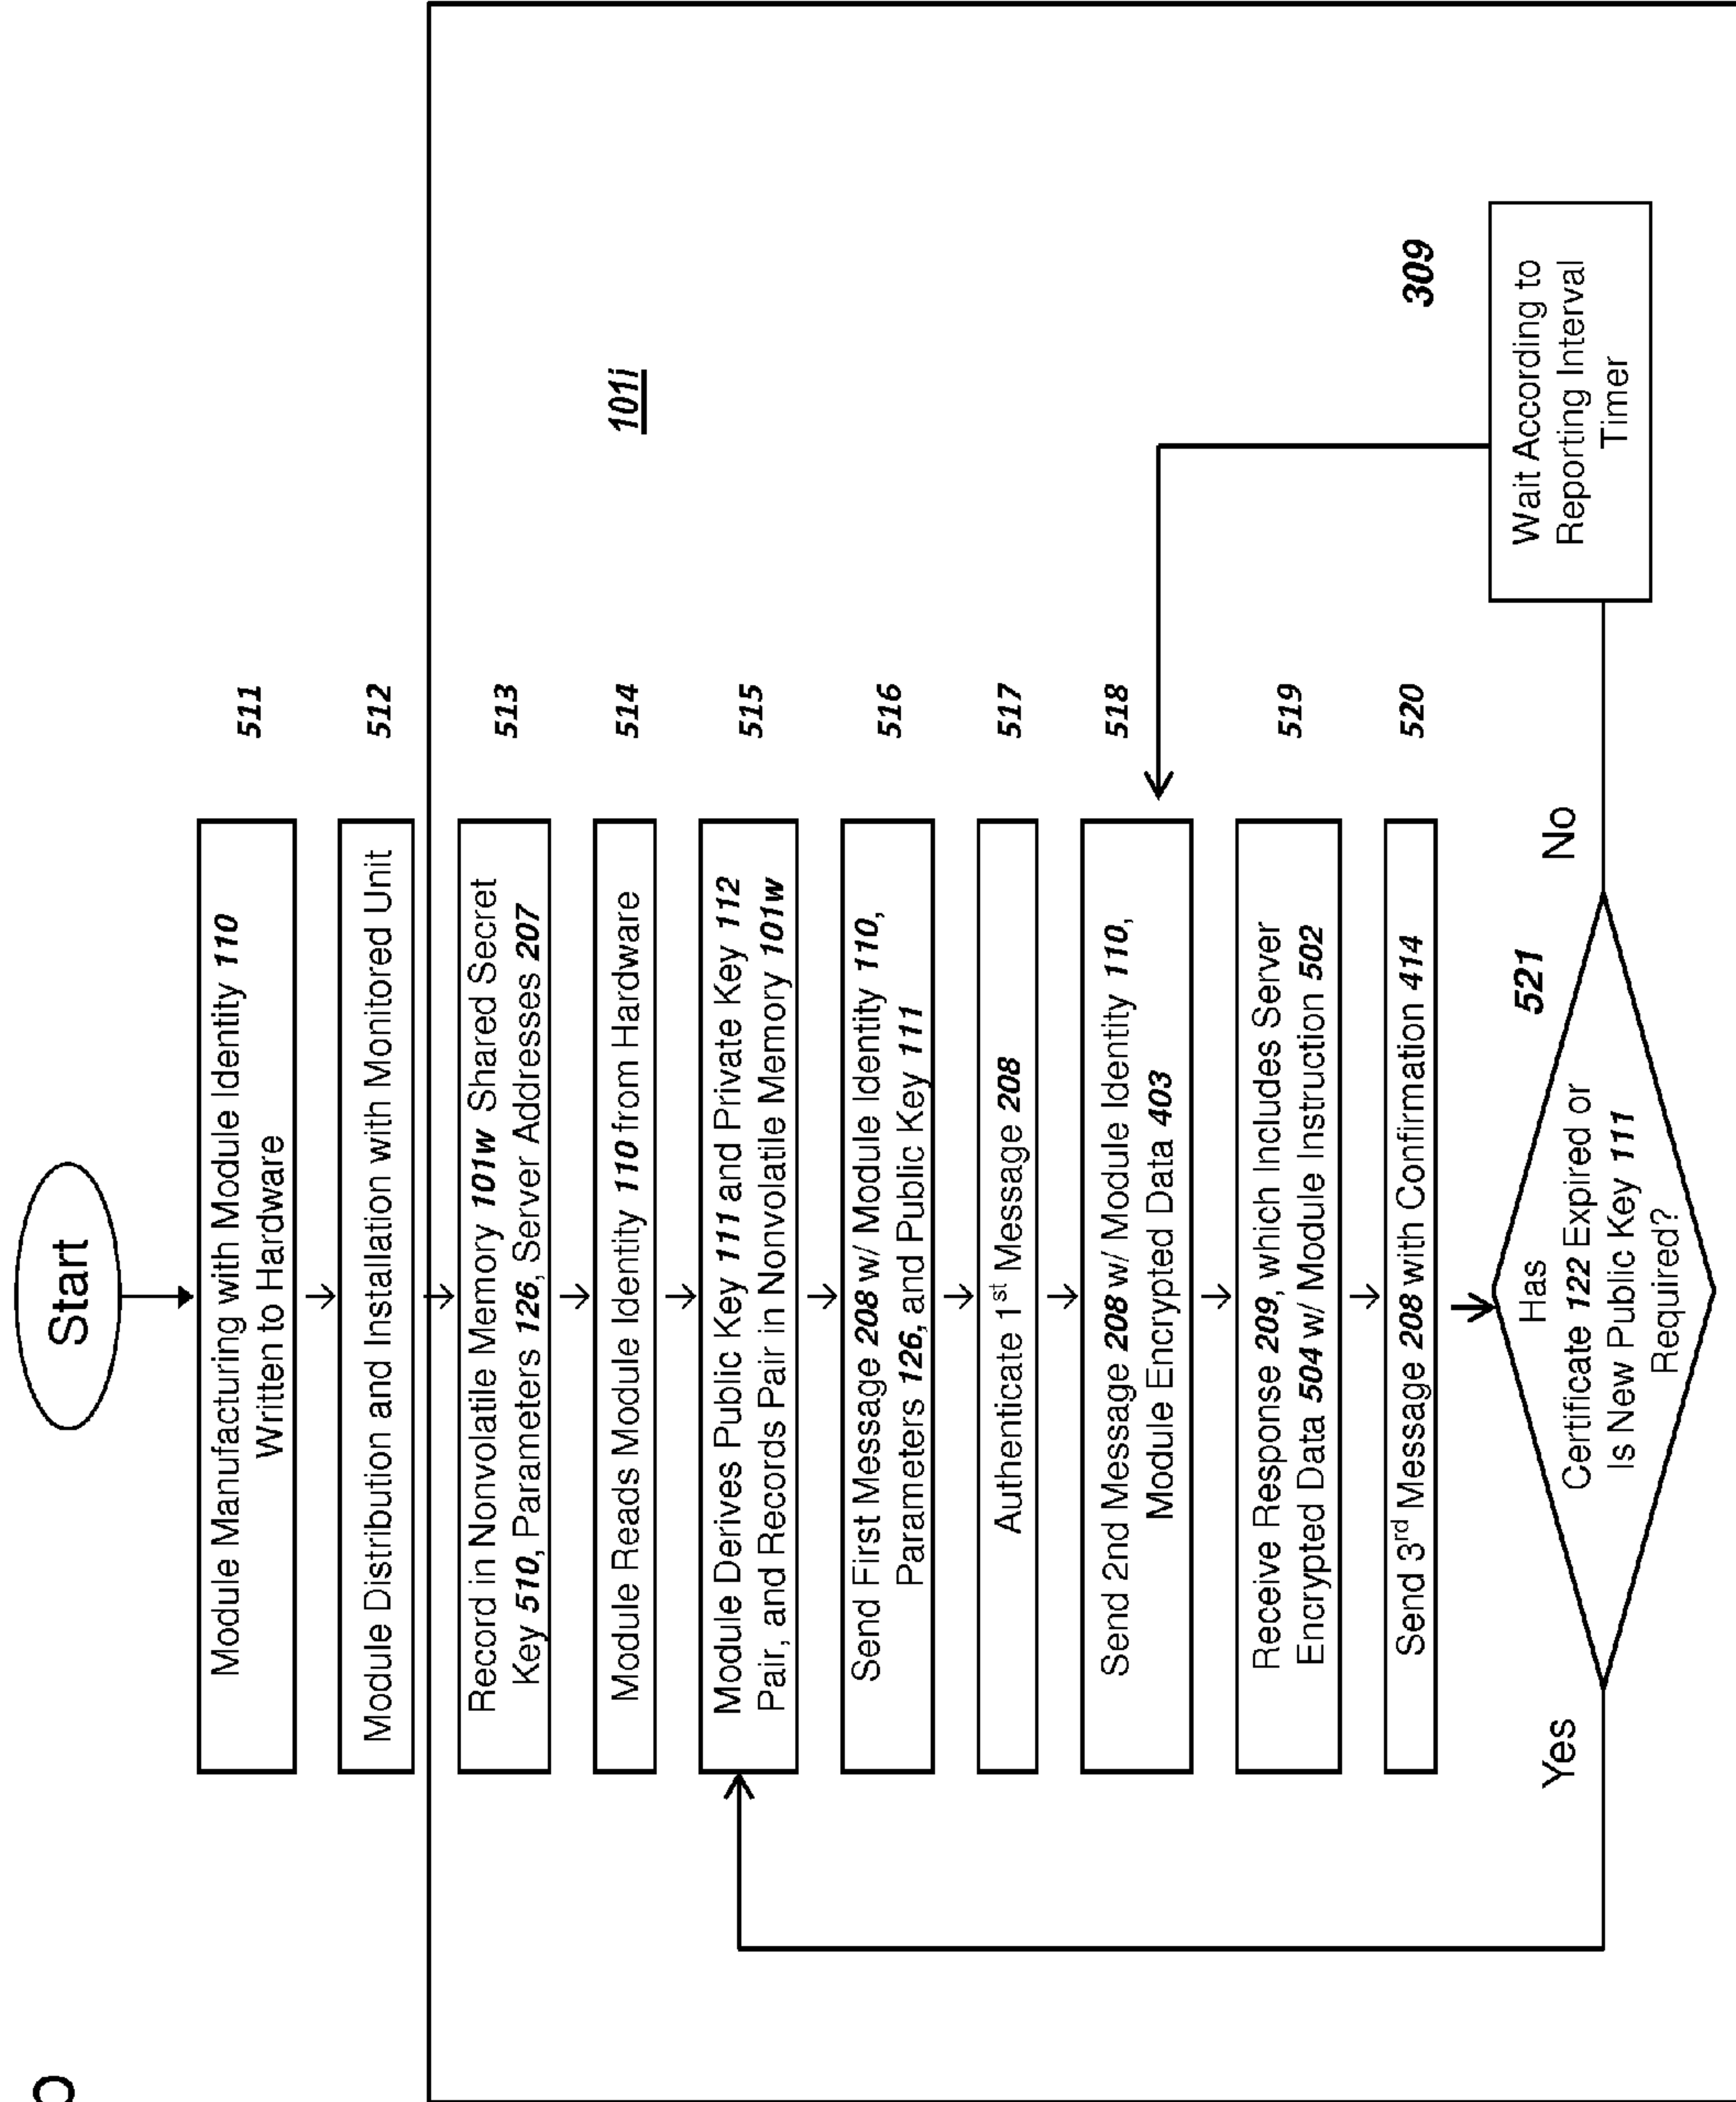 Start
Module Manufacturing with Module Identity 110
Written to Hardware
511
Module Distribution and Installation with Monitored Unit
512
Record in Nonvolatile Memory 101w Shared Secret
Key 510, Parameters 126, Server Addresses 207
513
101i
Module Reads Module Identity 110 from Hardware
514
Module Derives Public Key 111 and Private Key 112
Pair, and Records Pair in Nonvolatile Memory 101w
515
Send First Message 208 w/ Module Identity 110,
Parameters 126, and Public Key 111
516
Authenticate 1st Message 208
517
Send 2nd Message 208 w/ Module Identity 110,
Module Encrypted Data 403
518
Receive Response 209, which Includes Server
Encrypted Data 504 w/ Module Instruction 502
519
Send 3rd Message 208 with Confirmation 414
520
309
Has
Certificate 122 Expired or
Is New Public Key 111
Required?
521
Yes
No
Wait According to
Reporting Interval
Timer